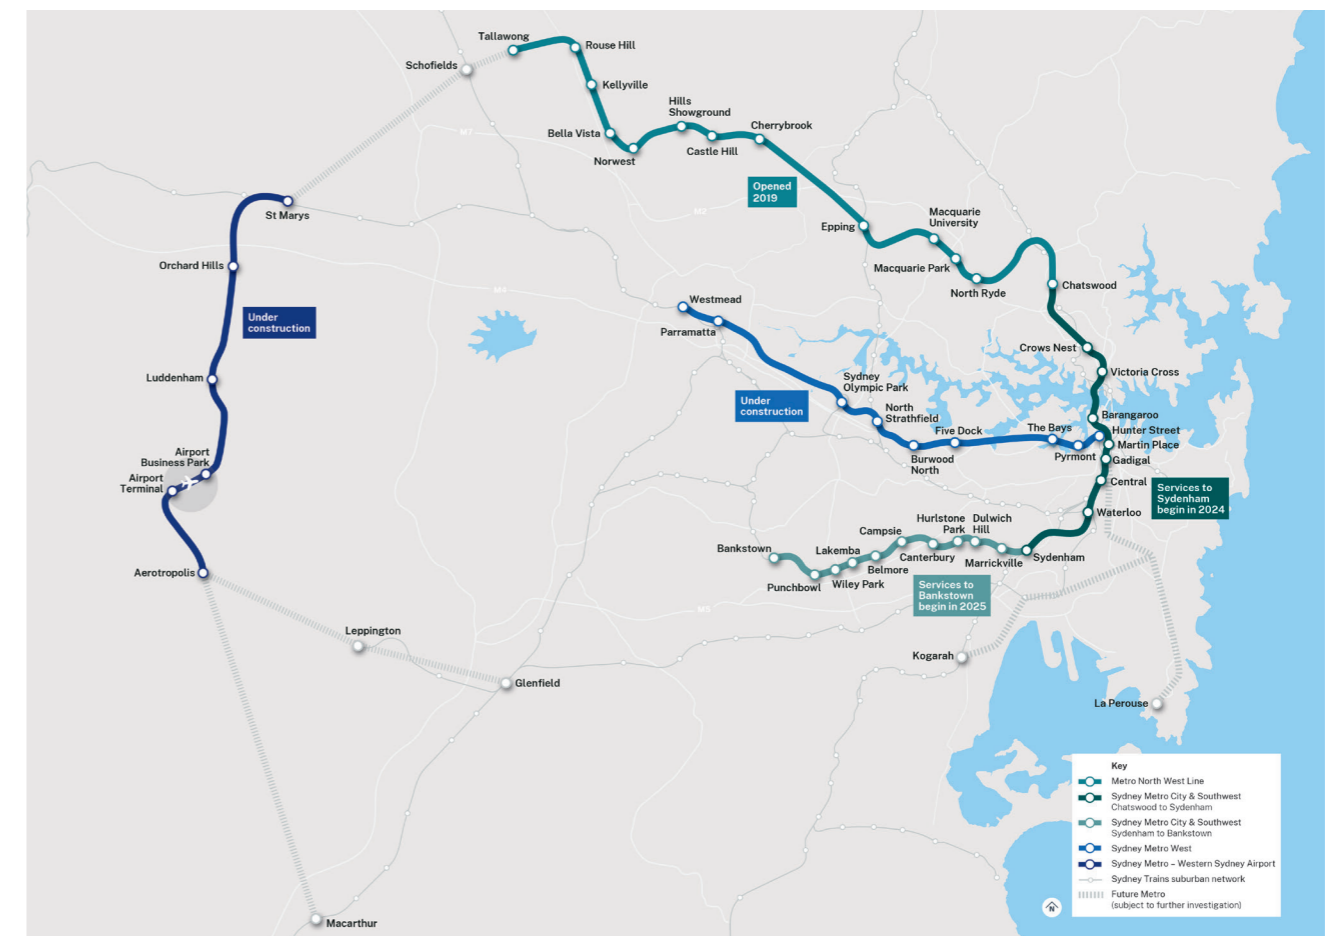 Tallawong
Rouse Hill
Schofields
Kellyville
Hills
Showground
Cherrybrook
Bella Vista
M7
Castle Hill
Norwest
Opened
2019
St Marys
M2
Macquarie
University
Epping
Orchard Hills
Macquarie Park
North Ryde
Chatswood
M4
Westmead
Under
construction
Parramatta
Crows Nest
Victoria Cross
Luddenham
Sydney
Olympic Park
Under
construction
North
Strathfield
Barangaroo
Five Dock
The Bays
Hunter Street
Martin Place
Airport
Business Park
Burwood
North
Pyrmont
Gadigal
Airport
Terminal
Central
Services to
Sydenham
begin in 2024
Waterloo
Hurlstone
Park
Dulwich
Hill
Campsie
Bankstown
Lakemba
Canterbury
Sydenham
Marrickville
Belmore
Wiley Park
Punchbowl
Aerotropolis
Services to
Bankstown
begin in 2025
M5
Leppington
Kogarah
Glenfield
La Perouse
Key
Metro North West Line
Sydney Metro City & Southwest
Chatswood to Sydenham
Sydney Metro City & Southwest
Sydenham to Bankstown
Sydney Metro West
Sydney Metro – Western Sydney Airport
Sydney Trains suburban network
Future Metro
(subject to further investigation)
N
Macarthur